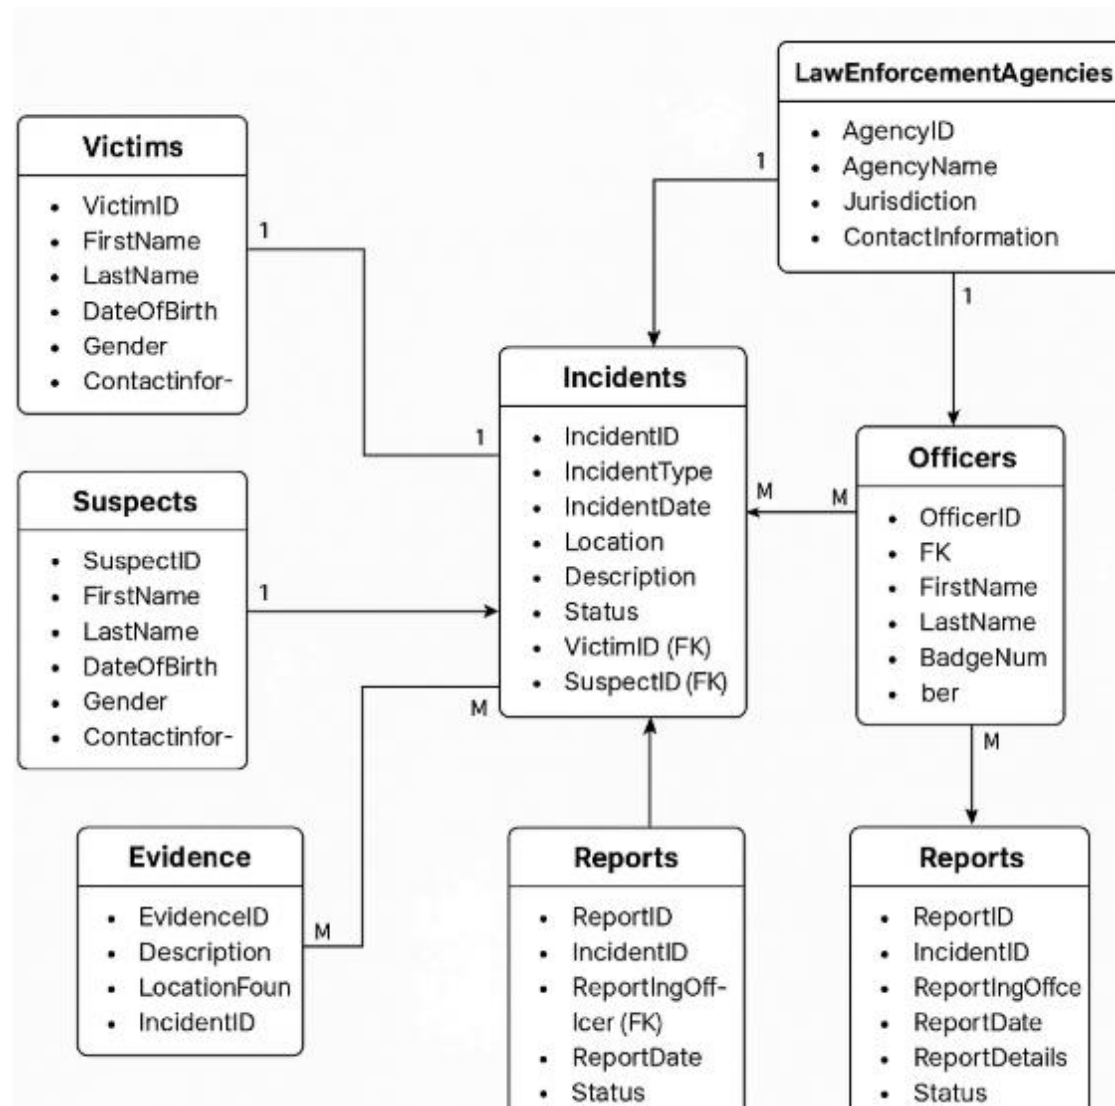 LawEnforcementAgencies
• AgencyID
• AgencyName
• Jurisdiction
• ContactInformation
1
1
Victims
• VictimID
• FirstName
• LastName
• DateOfBirth
• Gender
• Contactinfor-
1
1
Incidents
• IncidentID
• IncidentType
• IncidentDate
• Location
• Description
• Status
• VictimID (FK)
• SuspectID (FK)
M
M
Officers
• OfficerID
• FK
• FirstName
• LastName
• BadgeNum
• ber
M
Suspects
• SuspectID
• FirstName
• LastName
• DateOfBirth
• Gender
• Contactinfor-
1
M
Evidence
• EvidenceID
• Description
• LocationFoun
• IncidentID
M
Reports
• ReportID
• IncidentID
• ReportIngOff-
Icer (FK)
• ReportDate
• Status
Reports
• ReportID
• IncidentID
• ReportIngOffce
• ReportDate
• ReportDetails
• Status